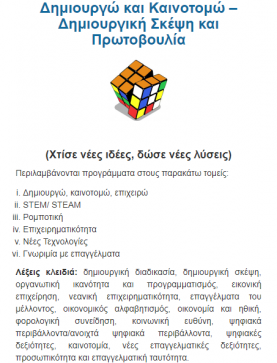 Δημιουργώ και Καινοτομώ –
Δημιουργική Σκέψη και
Πρωτοβουλία
(Χτίσε νέες ιδέες, δώσε νέες λύσεις)
Περιλαμβάνονται προγράμματα στους παρακάτω τομείς:
i. Δημιουργώ, καινοτομώ, επιχειρώ
ii. STEM/ STEAM
iii. Ρομποτική
iv. Επιχειρηματικότητα
v. Νέες Τεχνολογίες
vi. Γνωριμία με επαγγέλματα
Λέξεις κλειδιά: δημιουργική διαδικασία, δημιουργική σκέψη,
οργανωτική ικανότητα και προγραμματισμός, εικονική
επιχείρηση, νεανική επιχειρηματικότητα, επαγγέλματα του
μέλλοντος, οικονομικός αλφαβητισμός, οικονομία και ηθική,
φορολογική συνείδηση, κοινωνική ευθύνη, ψηφιακά
περιβάλλοντα/ανοιχτά ψηφιακά περιβάλλοντα, ψηφιακές
δεξιότητες, καινοτομία, νέες επαγγελματικές δεξιότητες,
προσωπικότητα και επαγγελματική ταυτότητα.